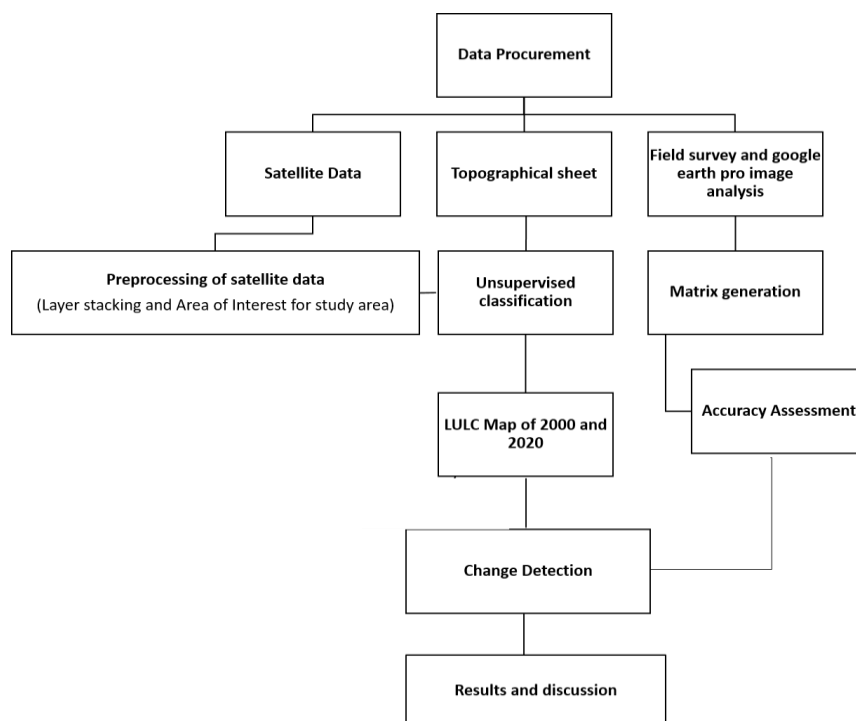 Data Procurement
Satellite Data
Topographical sheet
Field survey and google
earth pro image
analysis
Preprocessing of satellite data
(Layer stacking and Area of Interest for study area)
Unsupervised
classification
Matrix generation
LULC Map of 2000 and
2020
Accuracy Assessment
Change Detection
Results and discussion